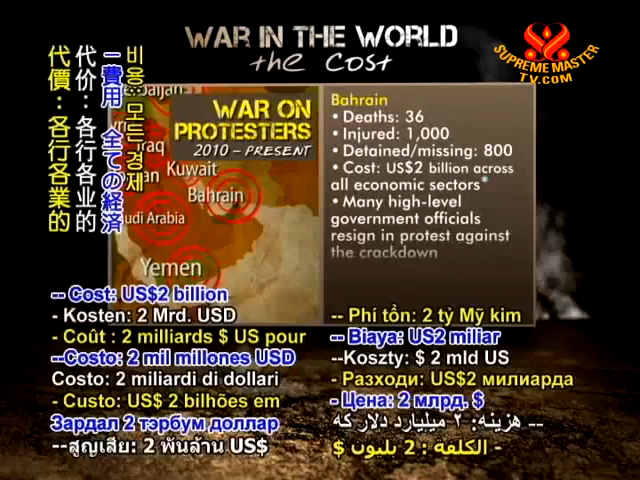 WAR IN THE WORLD
the cost
SUPREME MASTER
TV.COM
비용: 모든 경제
—費用 全ての経済
代价：各行各业的
代價：各行各業的
WAR ON
PROTESTERS
2010 – PRESENT
Kuwait
Bahrain
Yemen
Bahrain
• Deaths: 36
• Injured: 1,000
• Detained/missing: 800
• Cost: US$2 billion across
all economic sectors*
• Many high-level
government officials
resign in protest against
the crackdown
-- Cost: US$2 billion
- Kosten: 2 Mrd. USD
- Coût : 2 milliards $ US pour
--Costo: 2 mil millones USD
Costo: 2 miliardi di dollari
- Custo: US$ 2 bilhões em
Зардал 2 тэрбум доллар
--สูญเสีย: 2 พันล้าน US$
-- Phí tổn: 2 tỷ Mỹ kim
-- Biaya: US2 miliar
--Koszty: $ 2 mld US
- Разходи: US$2 милиарда
- Цена: 2 млрд. $
-- هزینه: ۲ میلیارد دلار که
- الكلفة : 2 بليون $